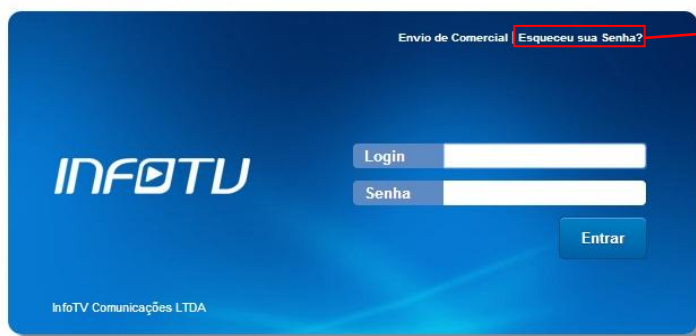 Envio de Comercial | Esqueceu sua Senha?
INFOTV
Login
Senha
Entrar
InfoTV Comunicações LTDA